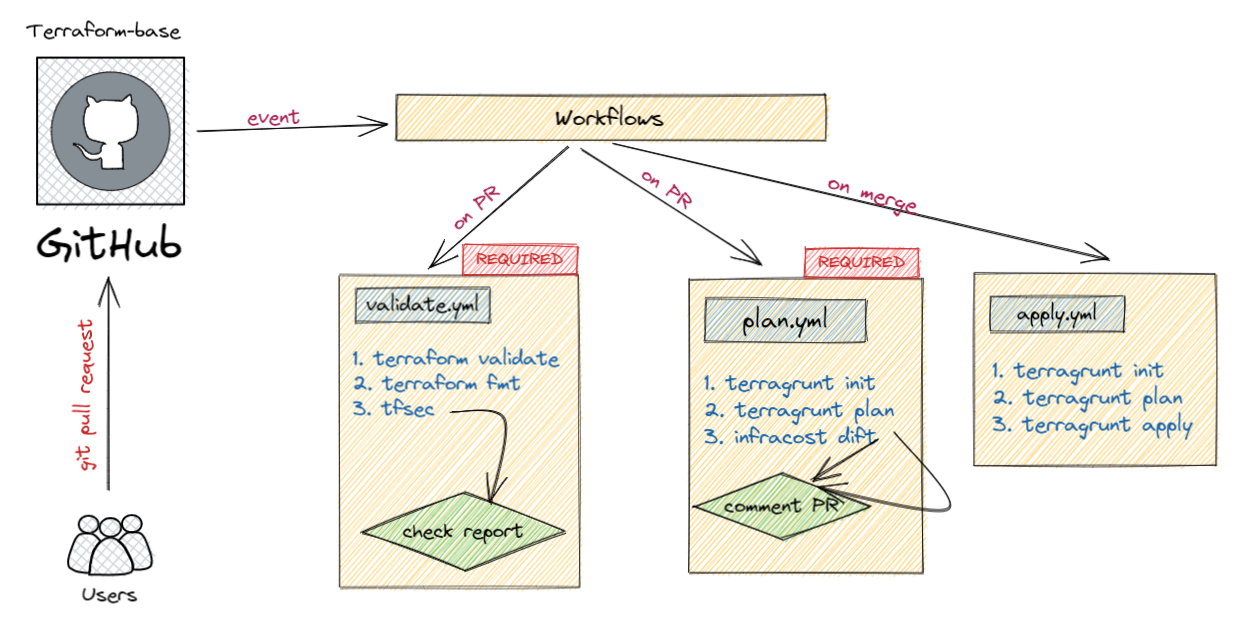 Terraform-base
GitHub
git pull request
Users
event
Workflows
on PR
on PR
on merge
REQUIRED
validate.yml
1. terraform validate
2. terraform fmt
3. tfsec
check report
REQUIRED
plan.yml
1. terragrunt init
2. terragrunt plan
3. infracost dift
comment PR
apply.yml
1. terragrunt init
2. terragrunt plan
3. terragrunt apply